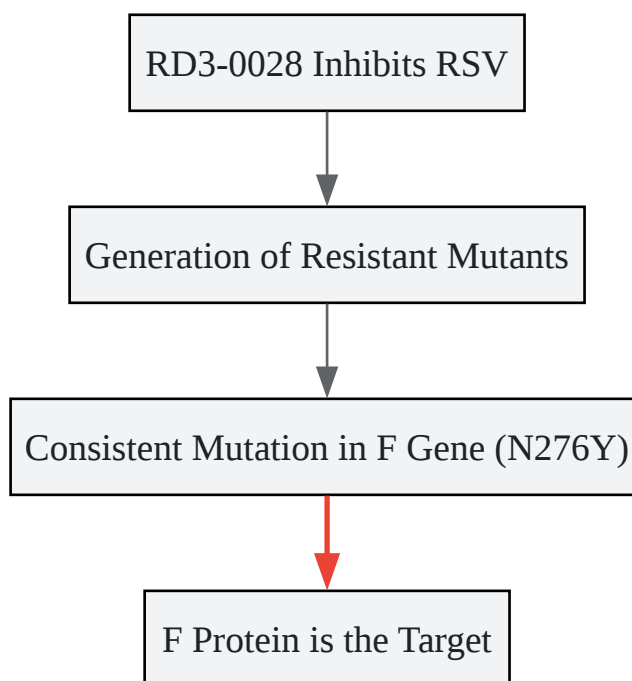 RD3-0028 Inhibits RSV
Generation of Resistant Mutants
Consistent Mutation in F Gene (N276Y)
F Protein is the Target